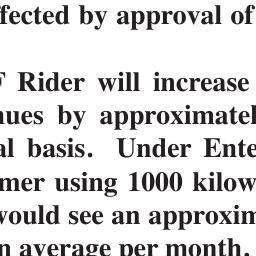 ffected by approval of
F Rider will increase
nues by approximatel
al basis. Under Ente
mer using 1000 kilow
would see an approxim
n average per month.